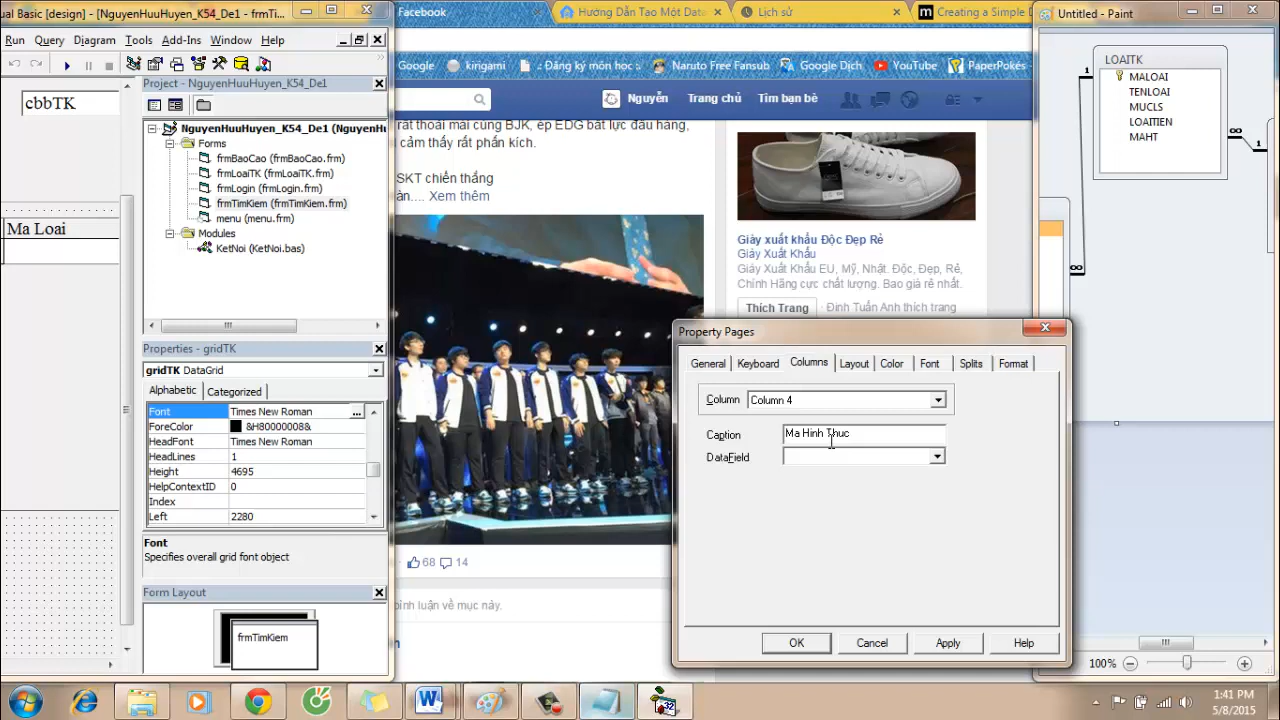 ual Basic - NguyenHuuHuyen_K54_De1 - frmTi...
Run Query Diagram Tools Add-Ins Window Help
cbbTK
Ma Loai
Project - NguyenHuuHuyen_K54_De1
NguyenHuuHuyen_K54_De1 (NguyenHu
Forms
frmBaoCao (frmBaoCao.frm)
frmLoaiTK (frmLoaiTK.frm)
frmLogin (frmLogin.frm)
frmTimKiem (frmTimKiem.frm)
menu (menu.frm)
Modules
KetNoi (KetNoi.bas)
Properties - gridTK
gridTK DataGrid
Alphabetic Categorized
Font Times New Roman ...
ForeColor &H80000008&
HeadFont Times New Roman
HeadLines 1
Height 4695
HelpContextID 0
Index
Left 2280
Font
Specifies overall grid font object
Form Layout
frmTimKiem
Facebook
Hướng Dẫn Tạo Một Data
Lịch sử
Creating a Simple D
Google kirigami .: Đăng ký môn học : Naruto Free Fansub Google Dịch YouTube PaperPokés
Nguyễn Trang chủ Tìm bạn bè
rất thoải mái cùng BJK, ép EDG bất lực đầu hàng,
cảm thấy rất phấn kích.
SKT chiến thắng
àn.... Xem thêm
68 14
bình luận về mục này.
Giày xuất khẩu Độc Đẹp Rẻ
Giày Xuất Khẩu
Giày Xuất Khẩu EU, Mỹ, Nhật. Độc, Đẹp, Rẻ,
Chính Hãng cực chất lượng. Bao giá rẻ nhất.
Thích Trang · Đinh Tuấn Anh thích trang
Property Pages
General Keyboard Columns Layout Color Font Splits Format
Column Column 4
Caption Ma Hinh Thuc
DataField
OK Cancel Apply Help
Untitled - Paint
LOAITK
MALOAI
TENLOAI
MUCLS
LOAITIEN
MAHT
1
1
100%
1:41 PM
5/8/2015